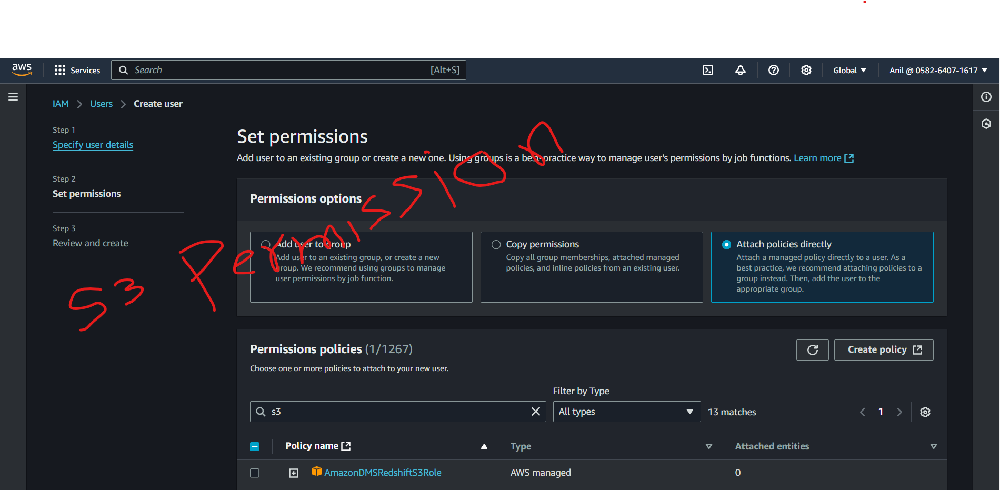 aws
Services
Search
[Alt+S]
Global
Anil @ 0582-6407-1617
IAM > Users > Create user
Step 1
Specify user details
Step 2
Set permissions
Step 3
Review and create
Set permissions
Add user to an existing group or create a new one. Using groups is a best-practice way to manage user's permissions by job functions. Learn more
Permissions options
Add user to group
Add user to an existing group, or create a new
group. We recommend using groups to manage
user permissions by job function.
Copy permissions
Copy all group memberships, attached managed
policies, and inline policies from an existing user.
Attach policies directly
Attach a managed policy directly to a user. As a
best practice, we recommend attaching policies to a
group instead. Then, add the user to the
appropriate group.
S3 Permission
Permissions policies (1/1267)
Create policy
Choose one or more policies to attach to your new user.
Filter by Type
s3
All types
13 matches
1
Policy name
Type
Attached entities
AmazonDMSRedshiftS3Role
AWS managed
0